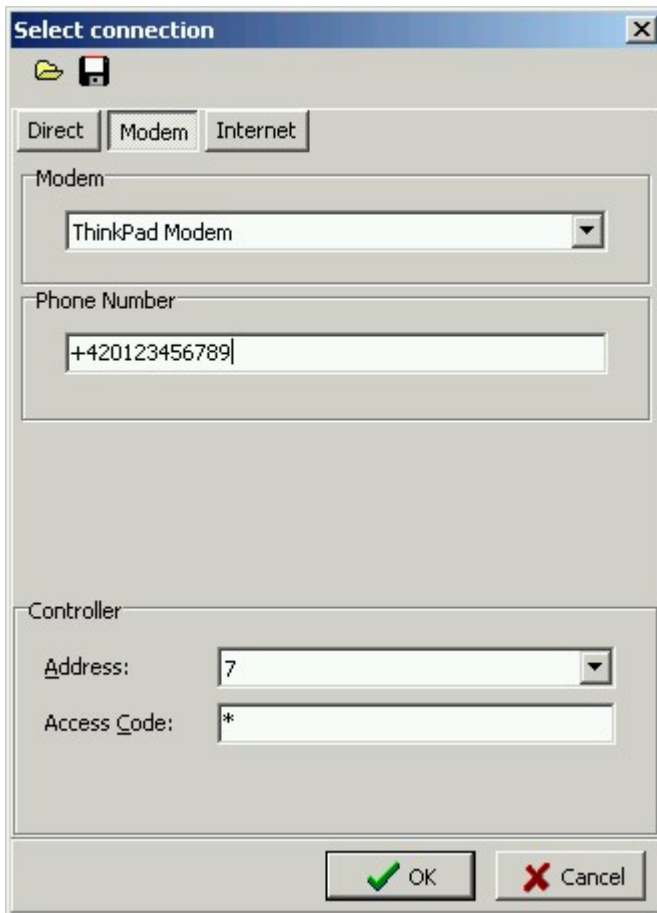 Select connection
Direct Modem Internet
Modem
ThinkPad Modem
Phone Number
+420123456789
Controller
Address: 7
Access Code: *
OK Cancel